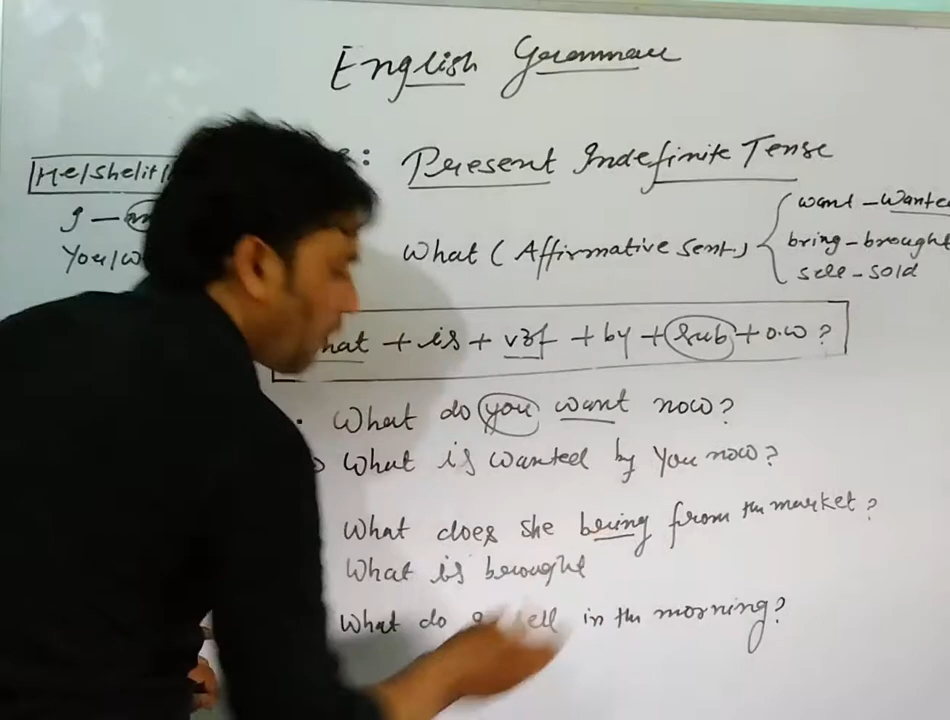 English Grammar
: Present Indefinite Tense
He/She/it/
I —
You/w
What (Affirmative Sent.)
want - Wante
bring - brought
sell - sold
hat + is + v3f + by + sub + o.w ?
. What do you want now?
What is wanted by You now?
What does she bring from the market?
What is brought
What do sell in the morning?